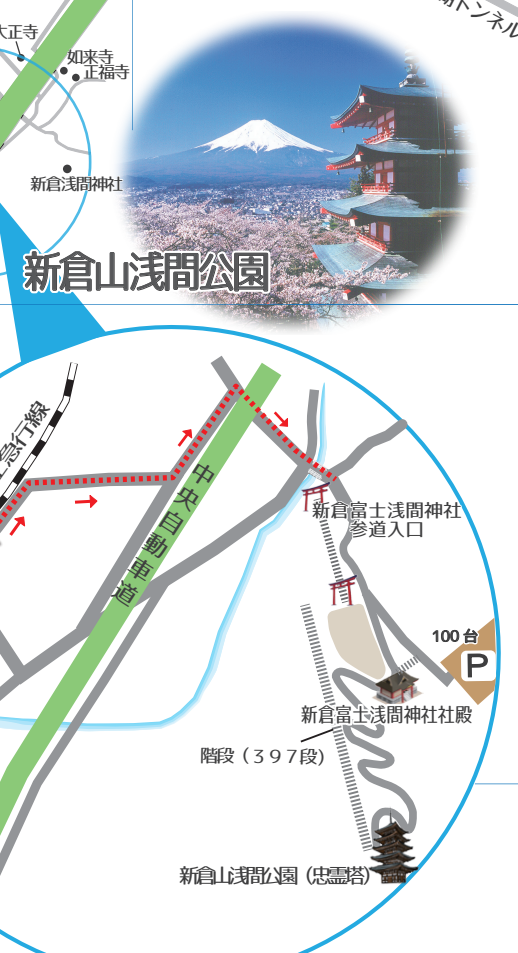 大正寺
如来寺
正福寺
トンネル
新倉浅間神社
新倉山浅間公園
急行線
中央自動車道
新倉富士浅間神社
参道入口
100台
P
新倉富士浅間神社社殿
階段（３９７段）
新倉山浅間公園（忠霊塔）